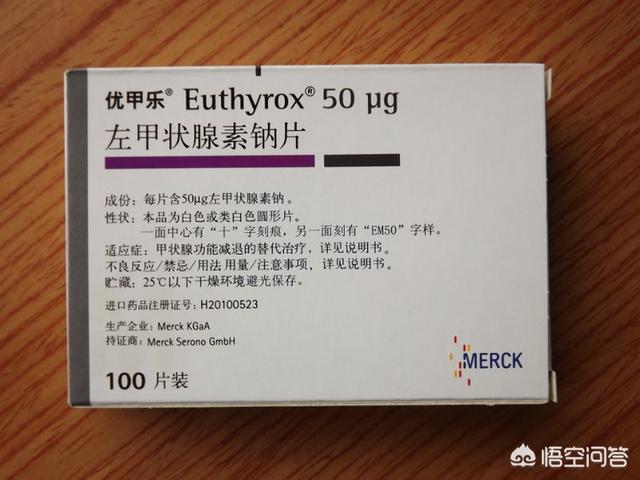 优甲乐® Euthyrox® 50 µg
左甲状腺素钠片
成份：每片含50µg左甲状腺素钠。
性状：本品为白色或类白色圆形片。
一面中心有“十”字刻痕，另一面刻有“EM50”字样。
适应症：甲状腺功能减退的替代治疗，详见说明书。
不良反应/禁忌/用法用量/注意事项，详见说明书。
贮藏：25℃以下干燥环境避光保存。
进口药品注册证号：H20100523
生产企业：Merck KGaA
持证商：Merck Serono GmbH
100 片装
MERCK
悟空问答